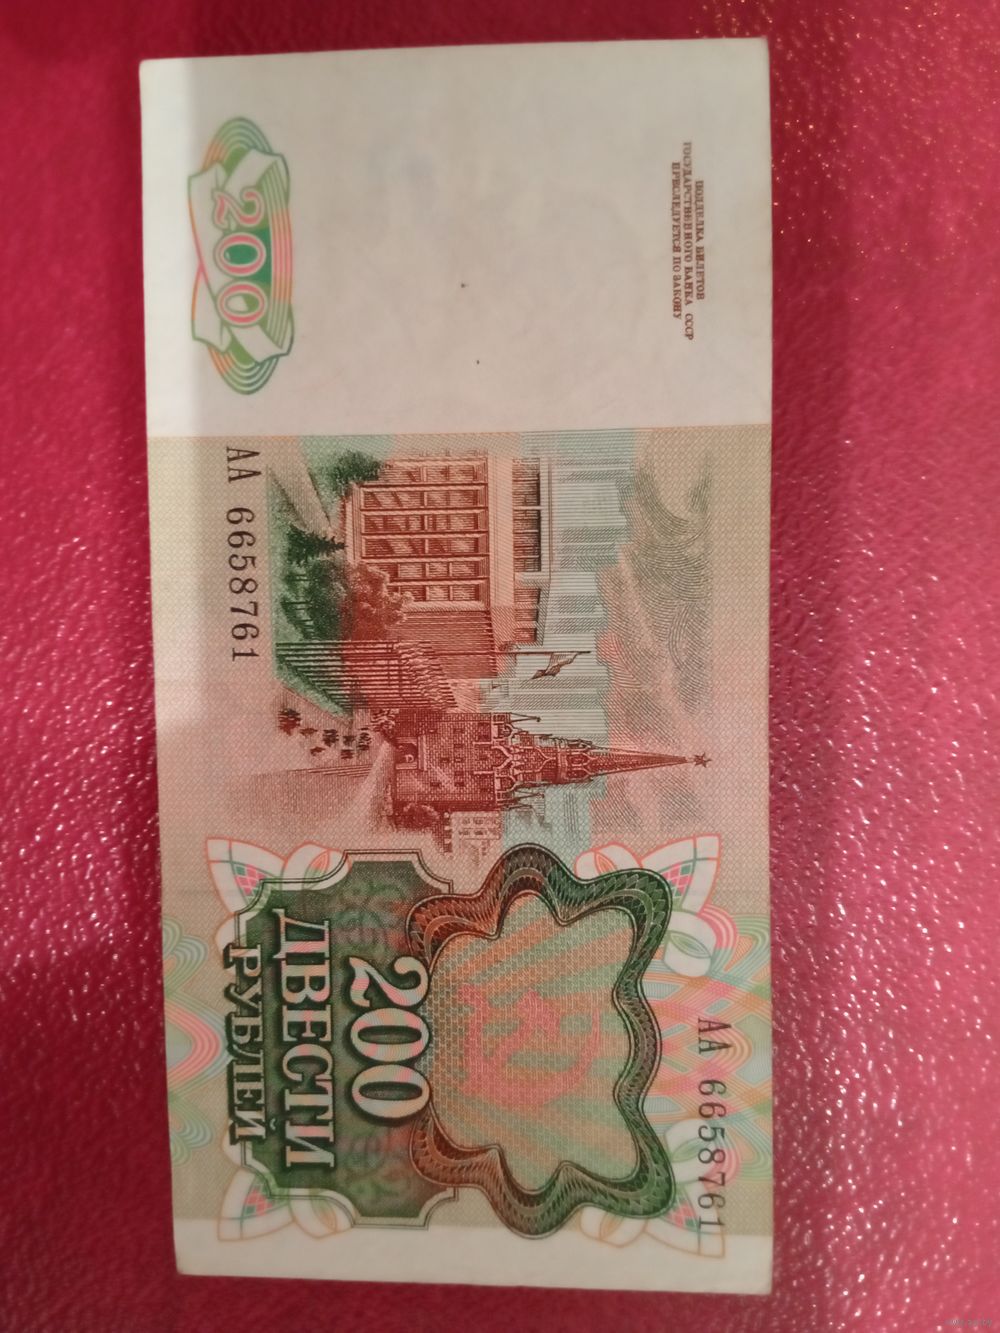 200
ПОДДЕЛКА БИЛЕТОВ
ГОСУДАРСТВЕННОГО БАНКА СССР
ПРЕСЛЕДУЕТСЯ ПО ЗАКОНУ
АА 6658761
АА 6658761
200
ДВЕСТИ
РУБЛЕЙ